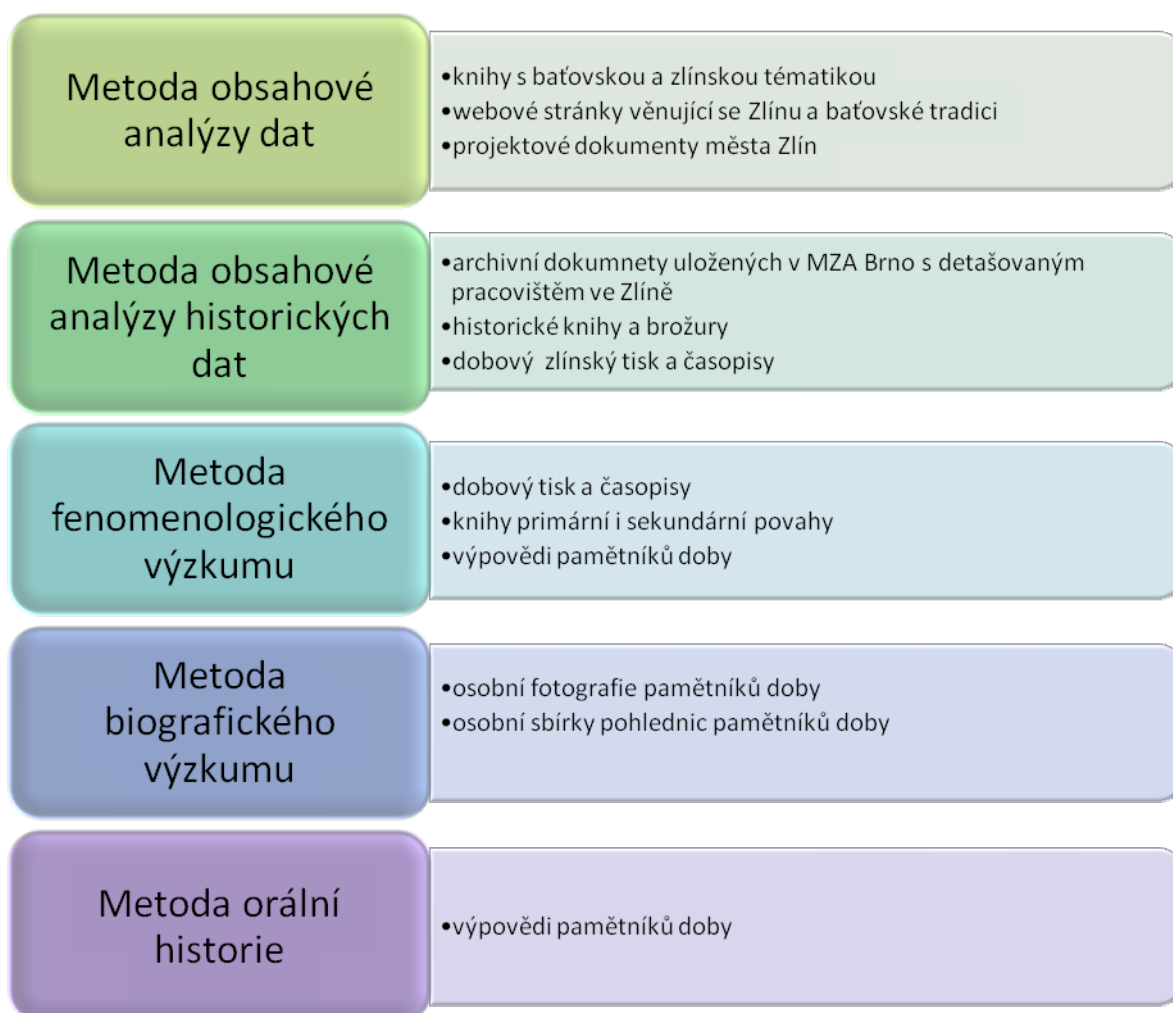 Metoda obsahové
analýzy dat
•knihy s baťovskou a zlínskou tématikou
•webové stránky věnující se Zlínu a baťovské tradici
•projektové dokumenty města Zlín
Metoda obsahové
analýzy historických
dat
•archivní dokumnety uložených v MZA Brno s detašovaným
pracovištěm ve Zlíně
•historické knihy a brožury
•dobový zlínský tisk a časopisy
Metoda
fenomenologického
výzkumu
•dobový tisk a časopisy
•knihy primární i sekundární povahy
•výpovědi pamětníků doby
Metoda
biografického
výzkumu
•osobní fotografie pamětníků doby
•osobní sbírky pohlednic pamětníků doby
Metoda orální
historie
•výpovědi pamětníků doby